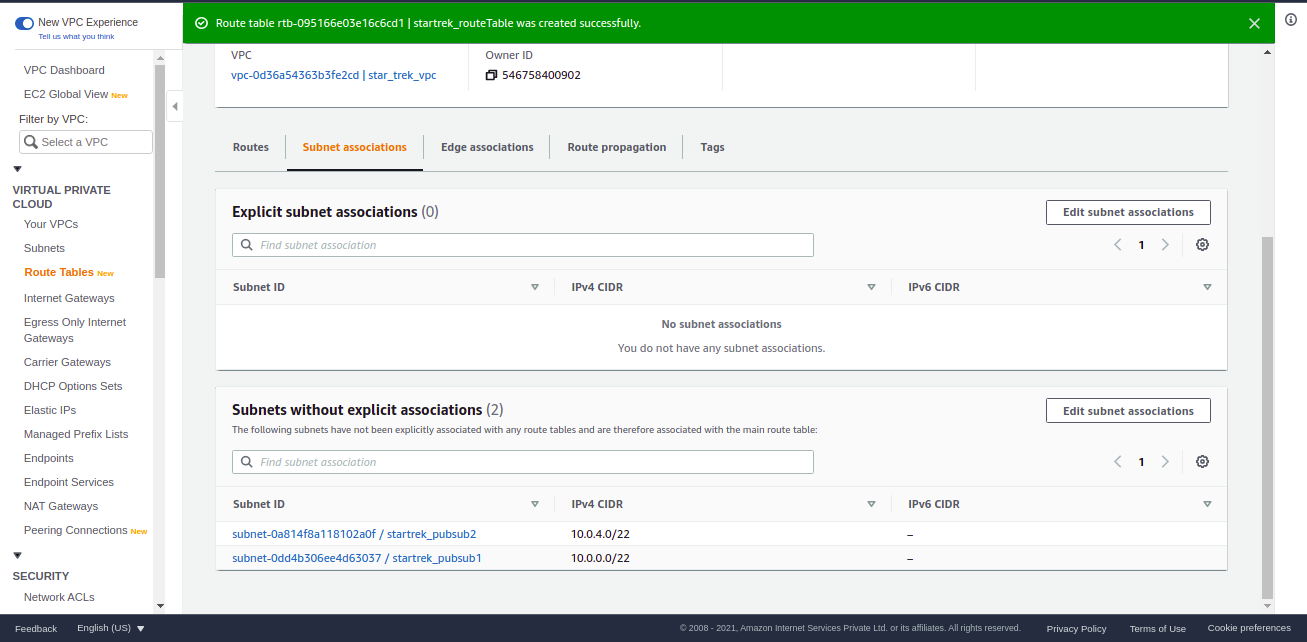 New VPC Experience
Tell us what you think
Route table rtb-095166e03e16c6cd1 | startrek_routeTable was created successfully.
VPC Dashboard
EC2 Global View New
Filter by VPC:
Select a VPC
VIRTUAL PRIVATE
CLOUD
Your VPCs
Subnets
Route Tables New
Internet Gateways
Egress Only Internet
Gateways
Carrier Gateways
DHCP Options Sets
Elastic IPs
Managed Prefix Lists
Endpoints
Endpoint Services
NAT Gateways
Peering Connections New
SECURITY
Network ACLs
VPC
vpc-0d36a54363b3fe2cd | star_trek_vpc
Owner ID
546758400902
Routes
Subnet associations
Edge associations
Route propagation
Tags
Explicit subnet associations (0)
Edit subnet associations
Find subnet association
1
Subnet ID
IPv4 CIDR
IPv6 CIDR
No subnet associations
You do not have any subnet associations.
Subnets without explicit associations (2)
Edit subnet associations
The following subnets have not been explicitly associated with any route tables and are therefore associated with the main route table:
Find subnet association
1
Subnet ID
IPv4 CIDR
IPv6 CIDR
subnet-0a814f8a118102a0f / startrek_pubsub2
10.0.4.0/22
–
subnet-0dd4b306ee4d63037 / startrek_pubsub1
10.0.0.0/22
–
Feedback
English (US)
© 2008 - 2021, Amazon Internet Services Private Ltd. or its affiliates. All rights reserved.
Privacy Policy
Terms of Use
Cookie preferences